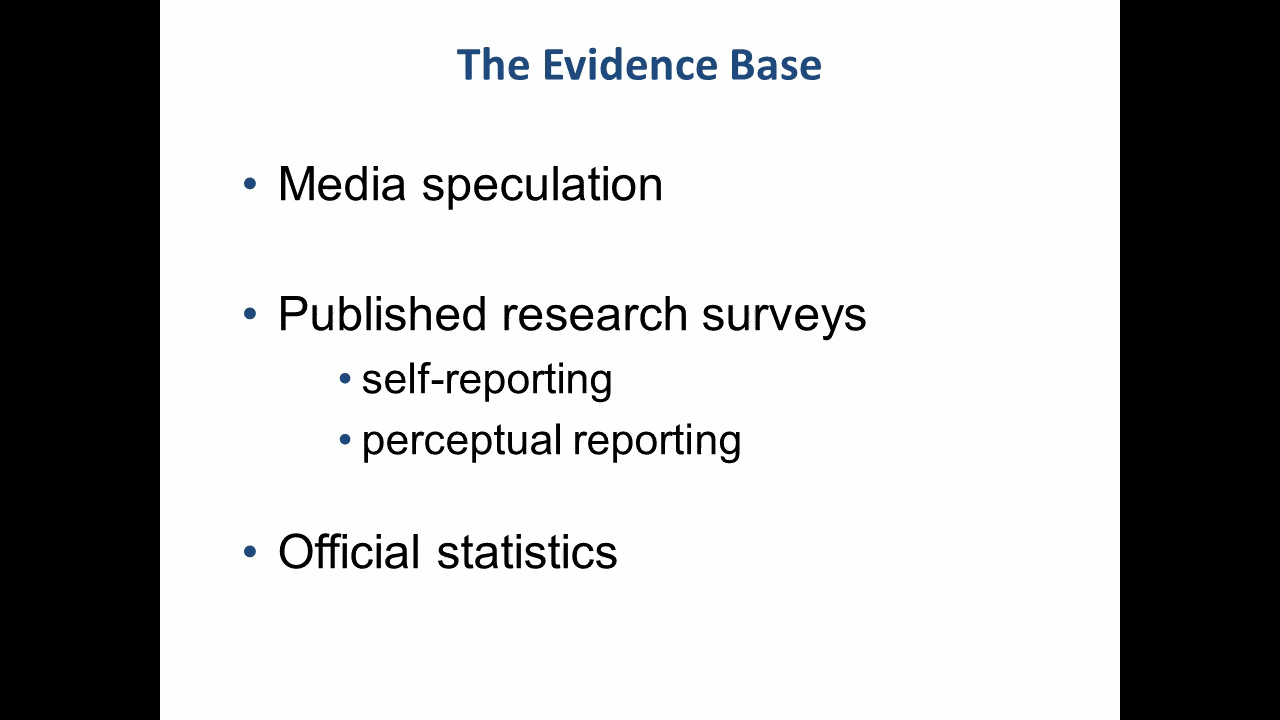 The Evidence Base
• Media speculation
• Published research surveys
• self-reporting
• perceptual reporting
• Official statistics